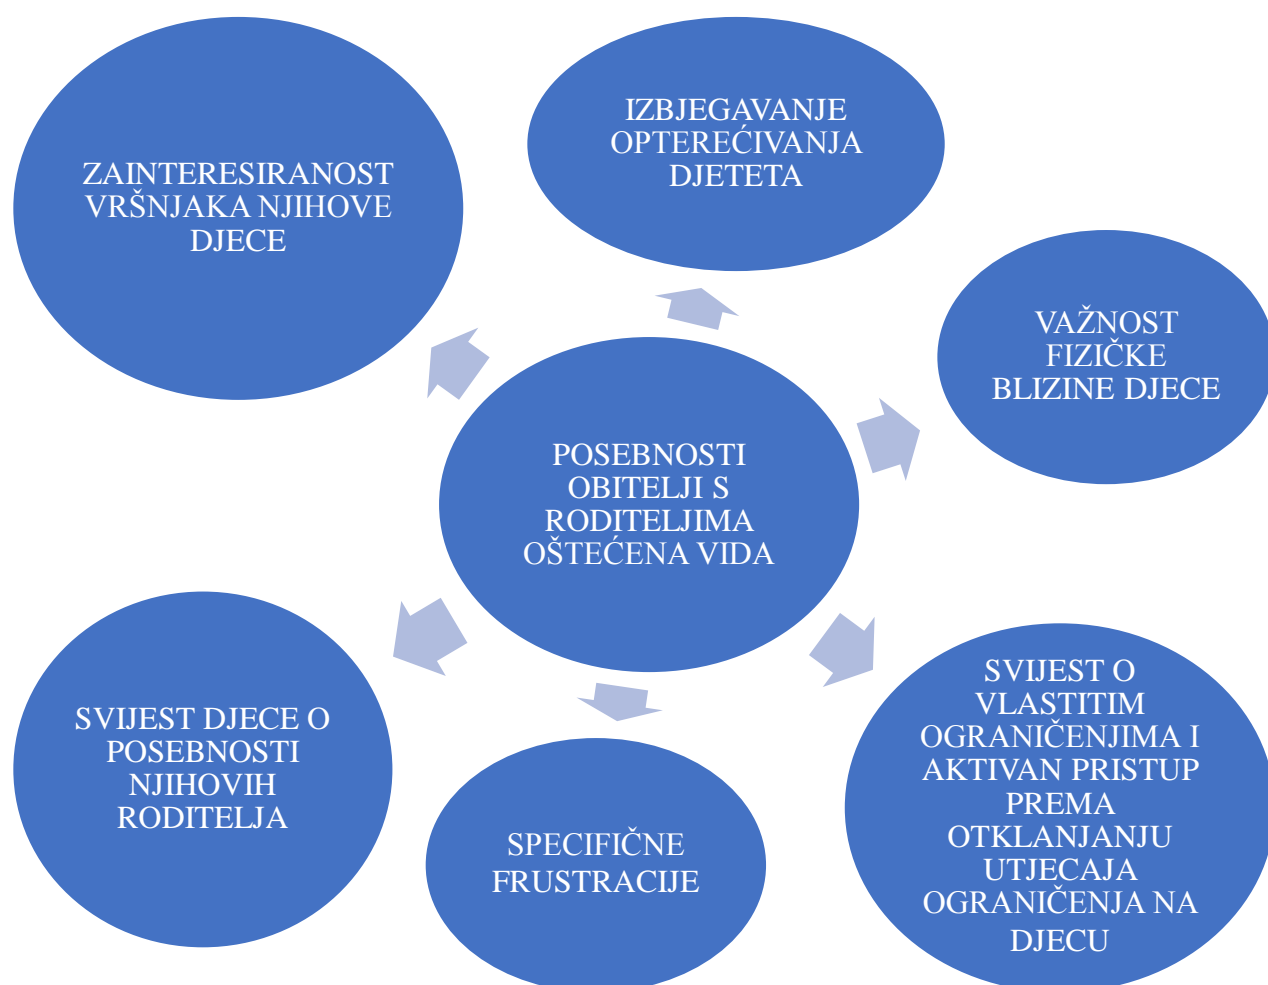 IZBJEGAVANJE
OPTEREĆIVANJA
DJETETA
ZAINTERESIRANOST
VRŠNJAKA NJIHOVE
DJECE
VAŽNOST
FIZIČKE
BLIZINE DJECE
POSEBNOSTI
OBITELJI S
RODITELJIMA
OŠTEĆENA VIDA
SVIJEST DJECE O
POSEBNOSTI
NJIHOVIH
RODITELJA
SPECIFIČNE
FRUSTRACIJE
SVIJEST O
VLASTITIM
OGRANIČENJIMA I
AKTIVAN PRISTUP
PREMA
OTKLANJANJU
UTJECAJA
OGRANIČENJA NA
DJECU